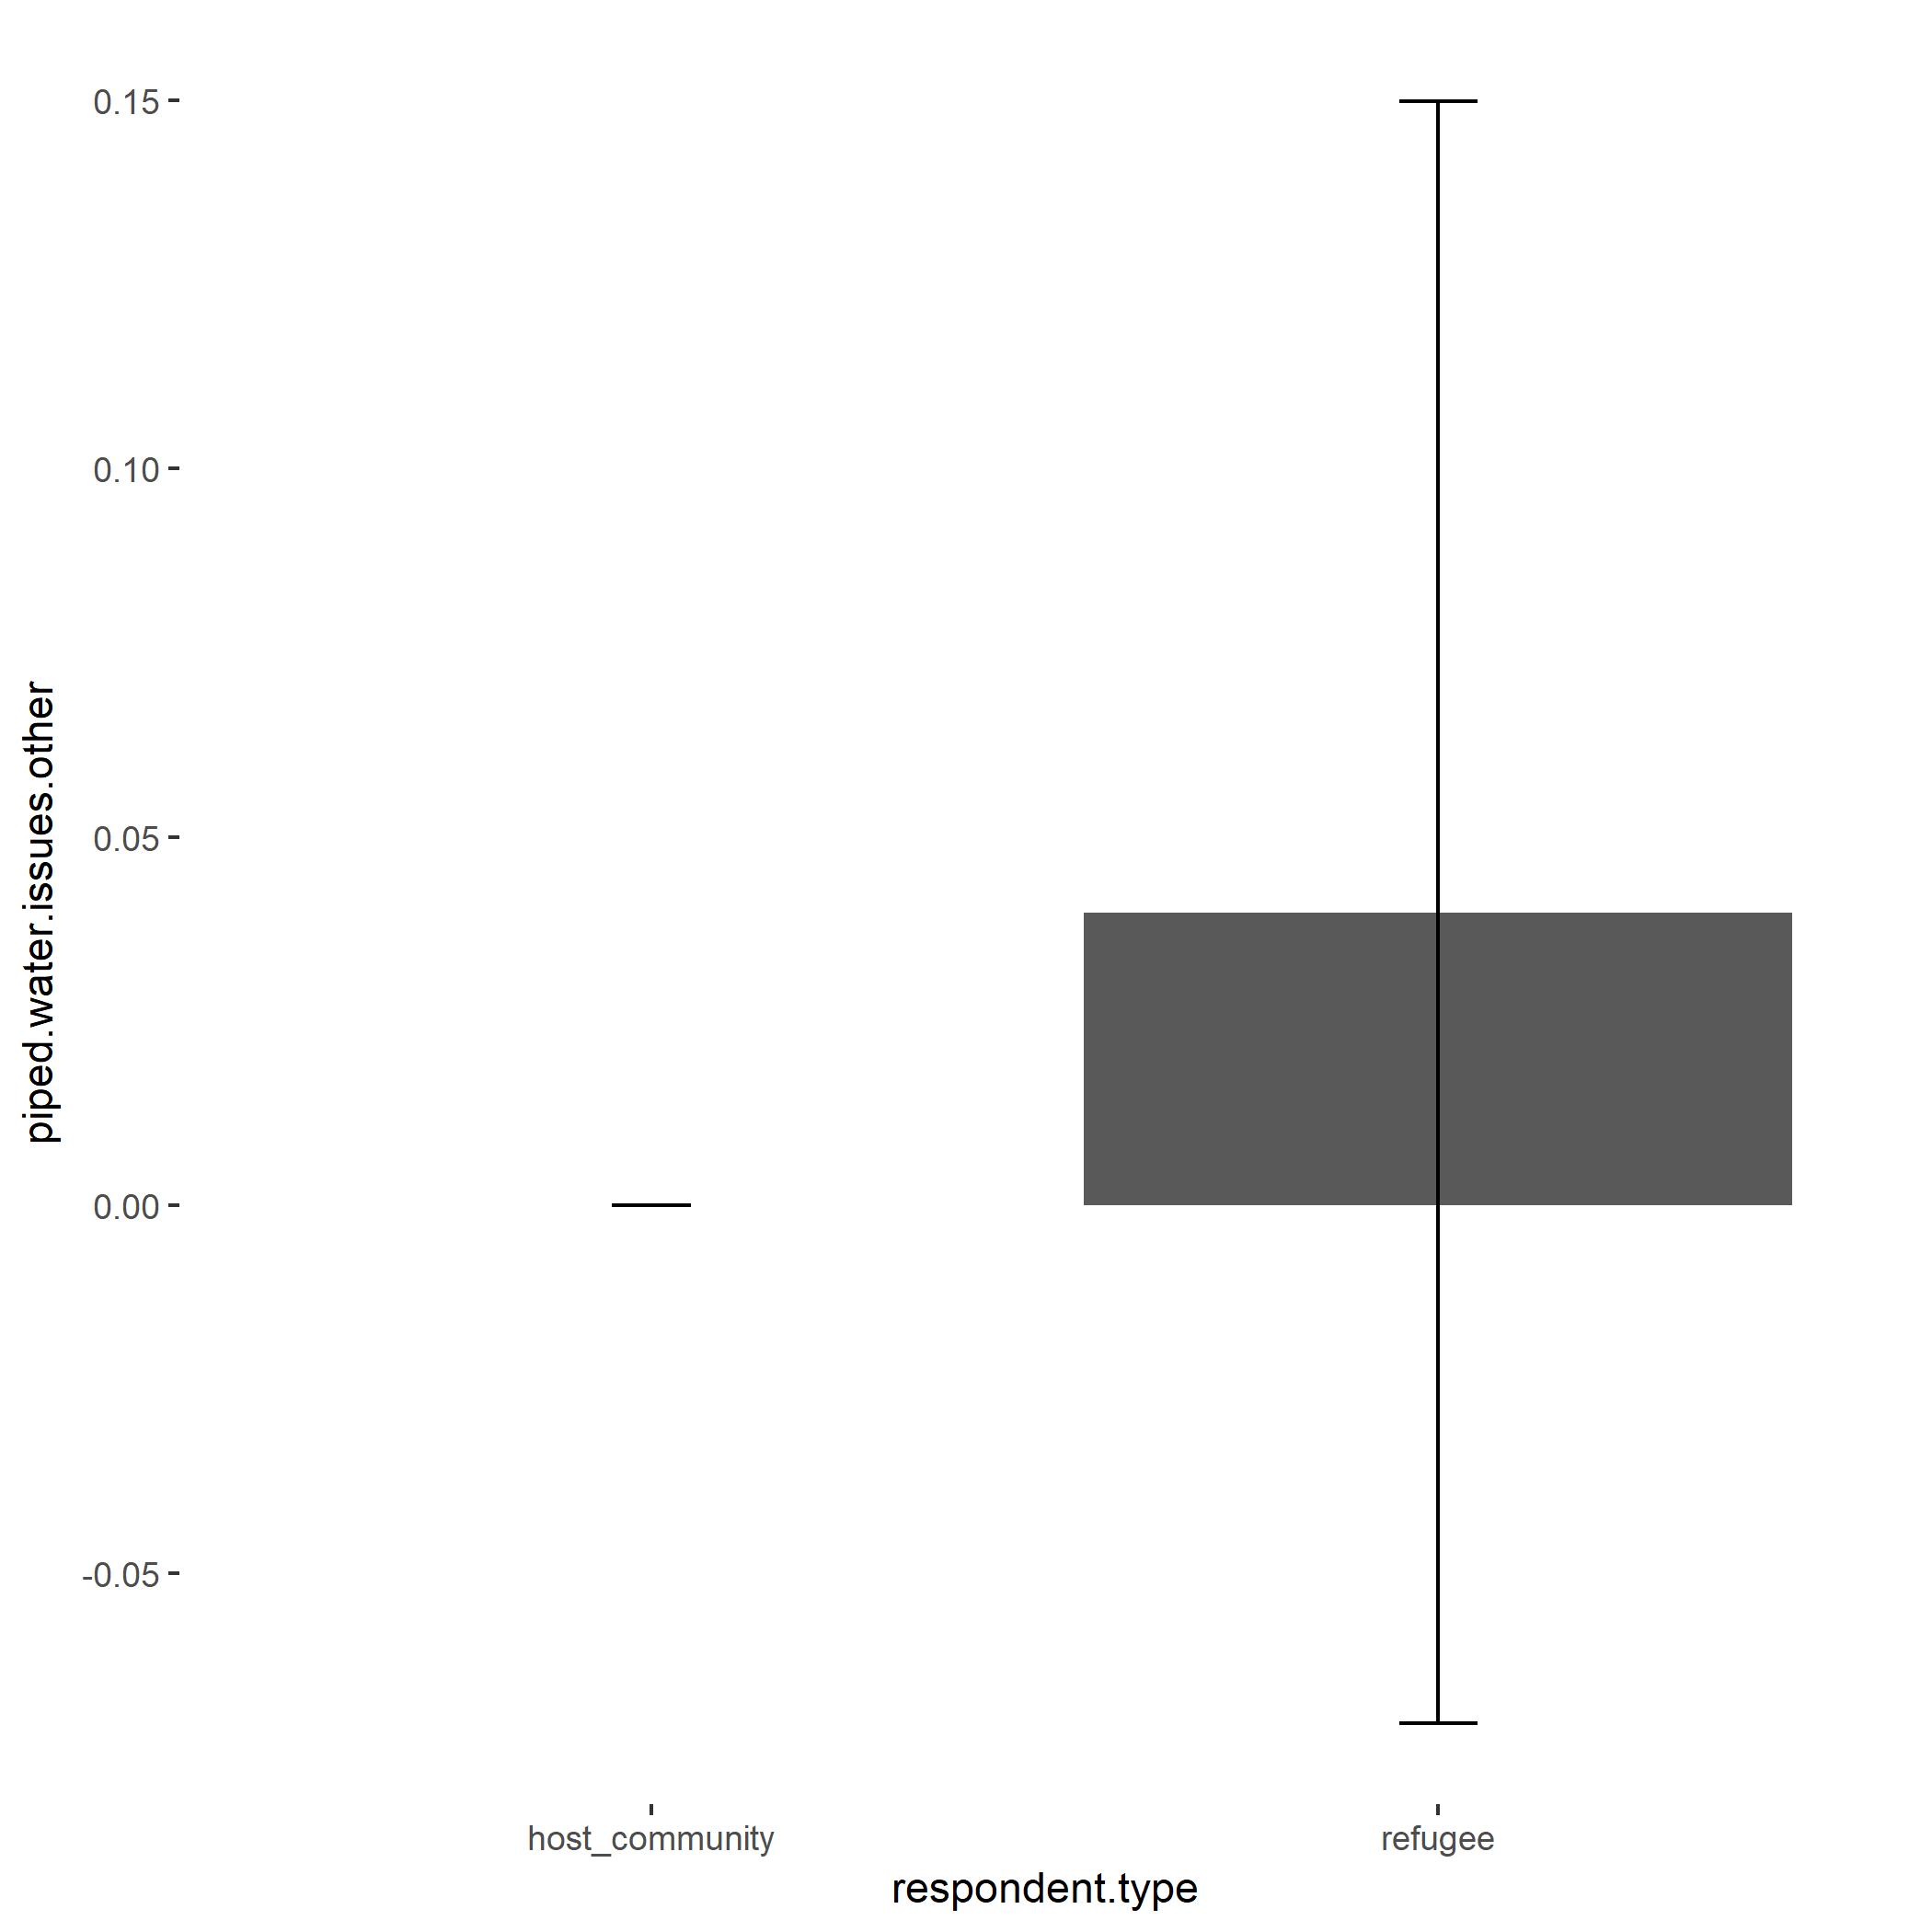 piped.water.issues.other
0.15
0.10
0.05
0.00
-0.05
host_community
refugee
respondent.type